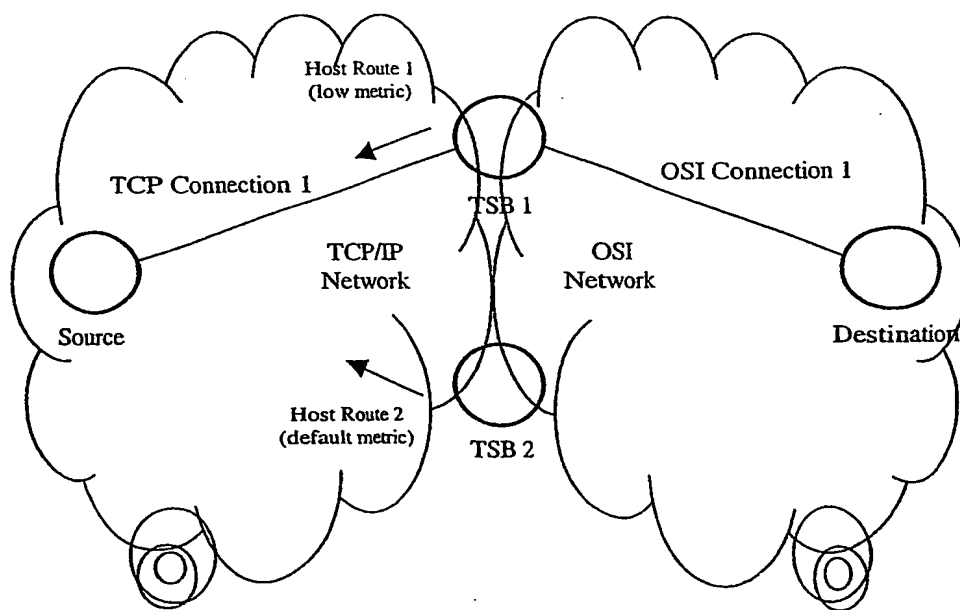 Host Route 1
(low metric)
TCP Connection 1
OSI Connection 1
TSB 1
TCP/IP
Network
OSI
Network
Source
Destination
Host Route 2
(default metric)
TSB 2